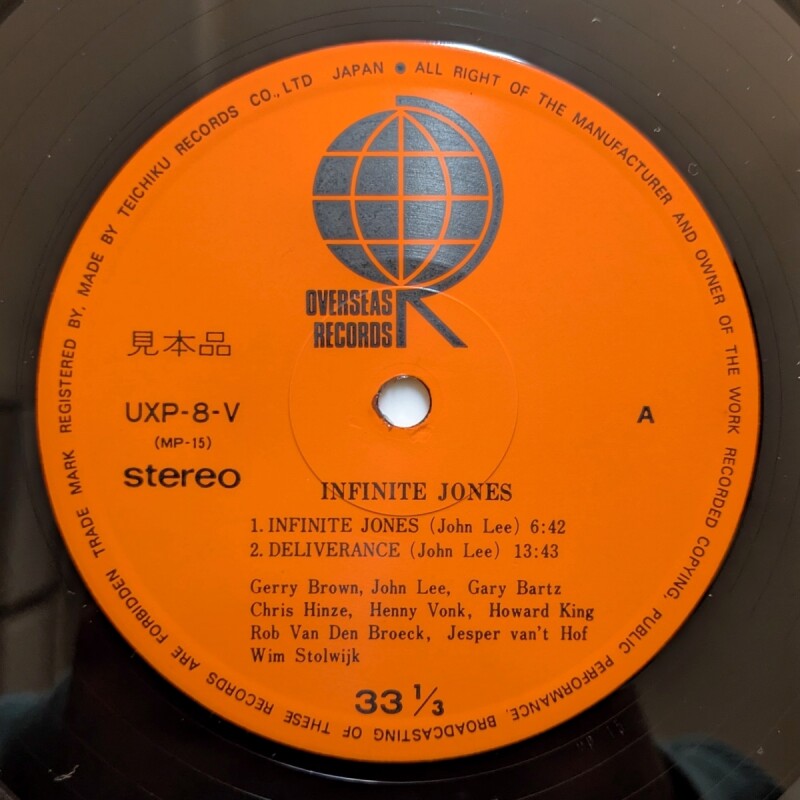 REGISTERED BY, MADE BY TEICHIKU RECORDS CO., LTD JAPAN • ALL RIGHT OF THE MANUFACTURER AND OWNER OF THE WORK RECORDED COPYING, PUBLIC PERFORMANCE, BROADCASTING OF THESE RECORDS ARE FORBIDDEN TRADE MARK
OVERSEAS
RECORDS
見本品
UXP-8-V
A
(MP-15)
stereo
INFINITE JONES
1. INFINITE JONES (John Lee) 6:42
2. DELIVERANCE (John Lee) 13:43
Gerry Brown, John Lee, Gary Bartz
Chris Hinze, Henny Vonk, Howard King
Rob Van Den Broeck, Jesper van't Hof
Wim Stolwijk
33 1/3